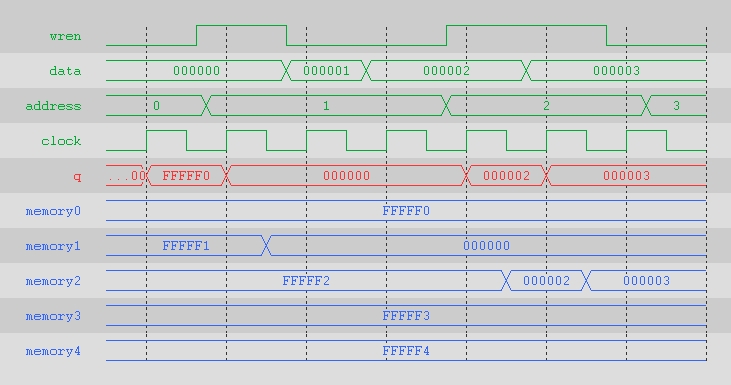 wren
data 000000 000001 000002 000003
address 0 1 2 3
clock
q ...00 FFFFF0 000000 000002 000003
memory0 FFFFF0
memory1 FFFFF1 000000
memory2 FFFFF2 000002 000003
memory3 FFFFF3
memory4 FFFFF4